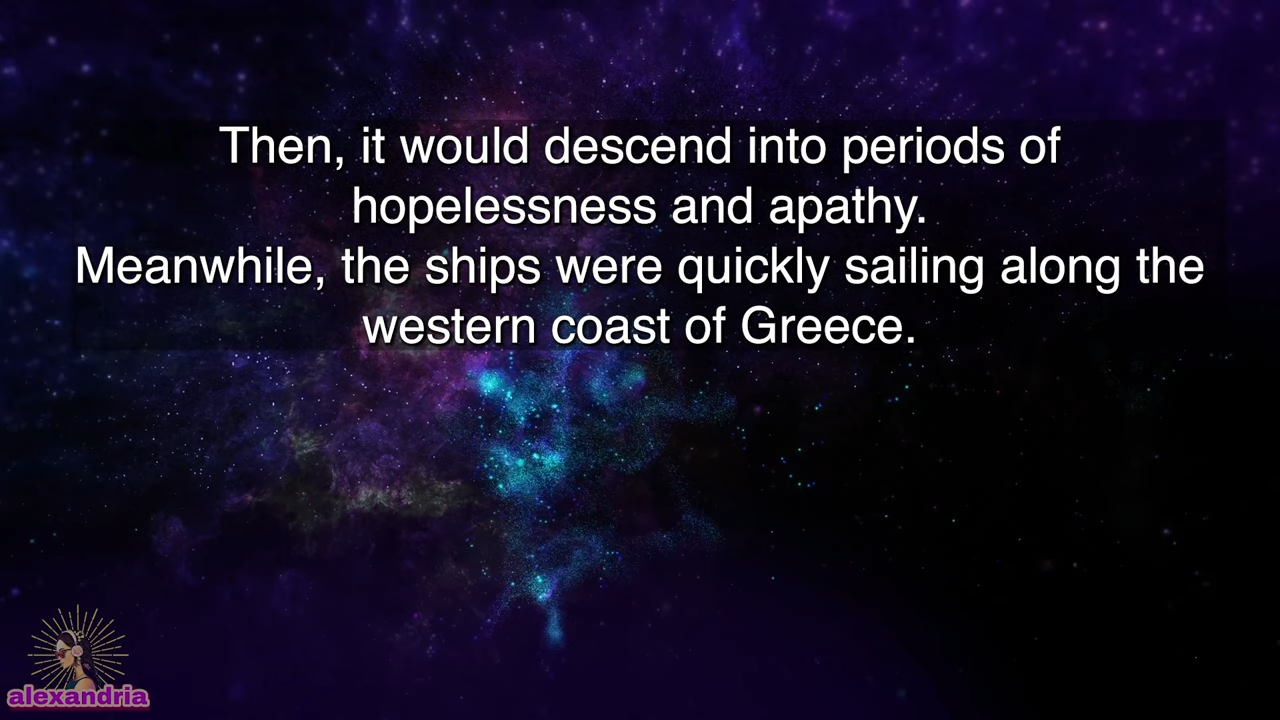 Then, it would descend into periods of
hopelessness and apathy.
Meanwhile, the ships were quickly sailing along the
western coast of Greece.
alexandria